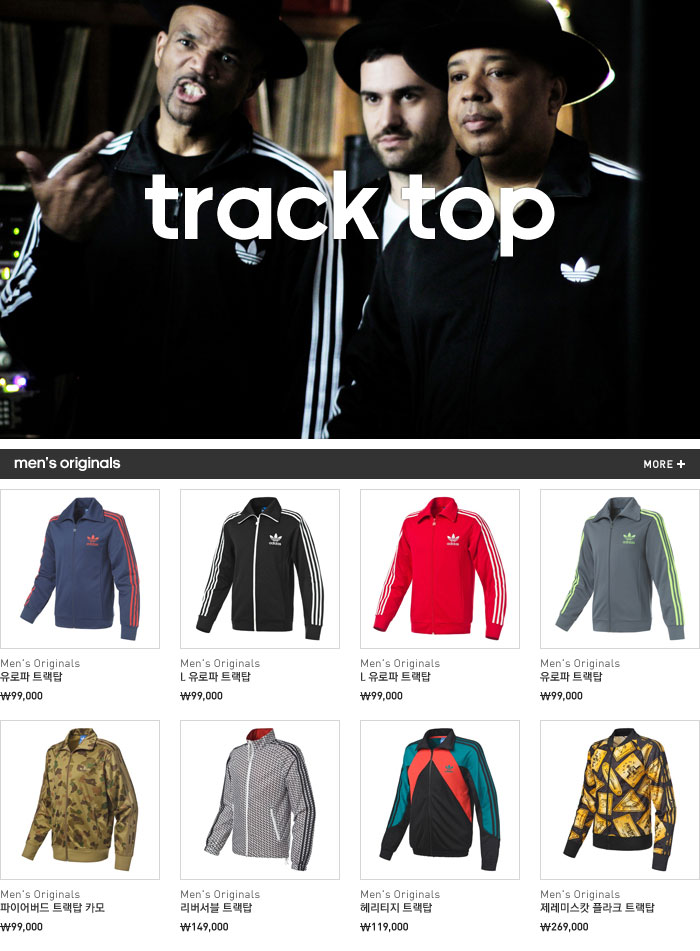 track top
men's originals
MORE +
adidas
adidas
adidas
adidas
Men's Originals
유로파 트랙탑
₩99,000
Men's Originals
L 유로파 트랙탑
₩99,000
Men's Originals
L 유로파 트랙탑
₩99,000
Men's Originals
유로파 트랙탑
₩99,000
Men's Originals
파이어버드 트랙탑 카모
₩99,000
Men's Originals
리버서블 트랙탑
₩149,000
Men's Originals
헤리티지 트랙탑
₩119,000
Men's Originals
제레미스캇 플라크 트랙탑
₩269,000